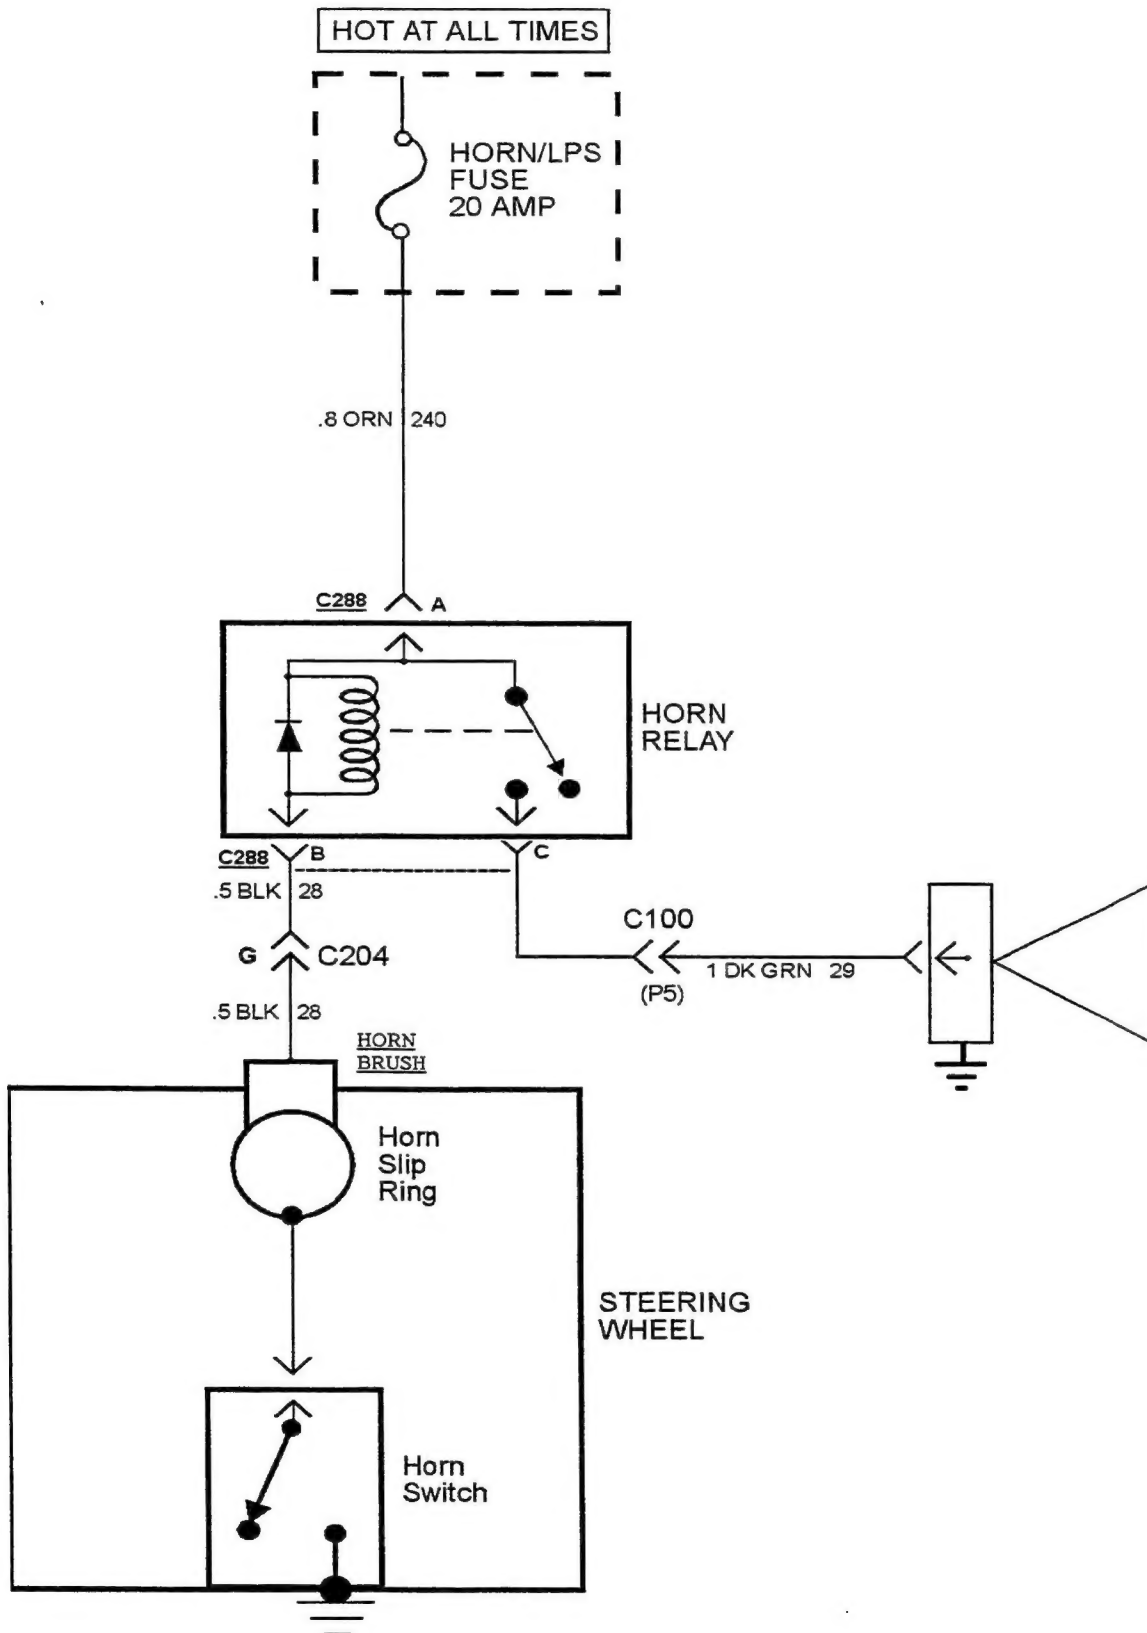 HOT AT ALL TIMES
HORN/LPS
FUSE
20 AMP
.8 ORN 240
C288 A
HORN
RELAY
C288 B C
.5 BLK 28
C100
G C204
1 DK GRN 29
(P5)
.5 BLK 28
HORN
BRUSH
Horn
Slip
Ring
STEERING
WHEEL
Horn
Switch